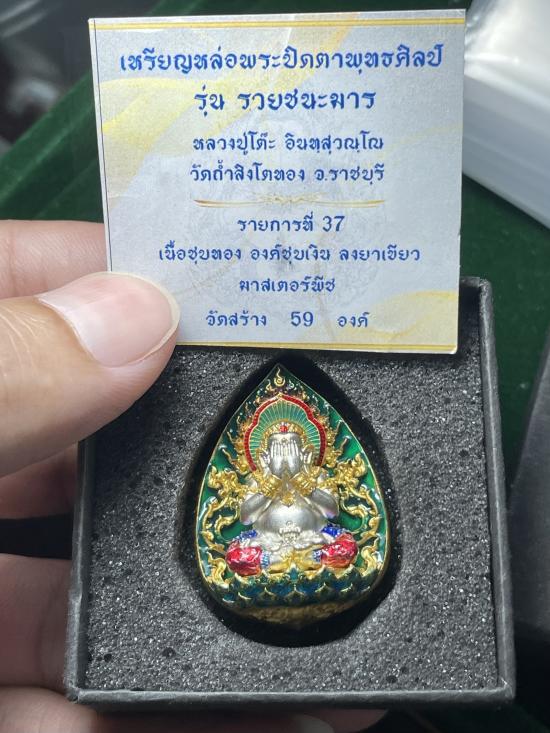 เหรียญหล่อพระปิดตาพุทธศิลป์
รุ่น รวยชนะมาร
หลวงปู่โต๊ะ อินทสุวณฺโณ
วัดถ้ำสิงโตทอง จ.ราชบุรี
รายการที่ 37
เนื้อชุบทอง องค์ชุบเงิน ลงยาเขียว
มาสเตอร์พีช
จัดสร้าง 59 องค์